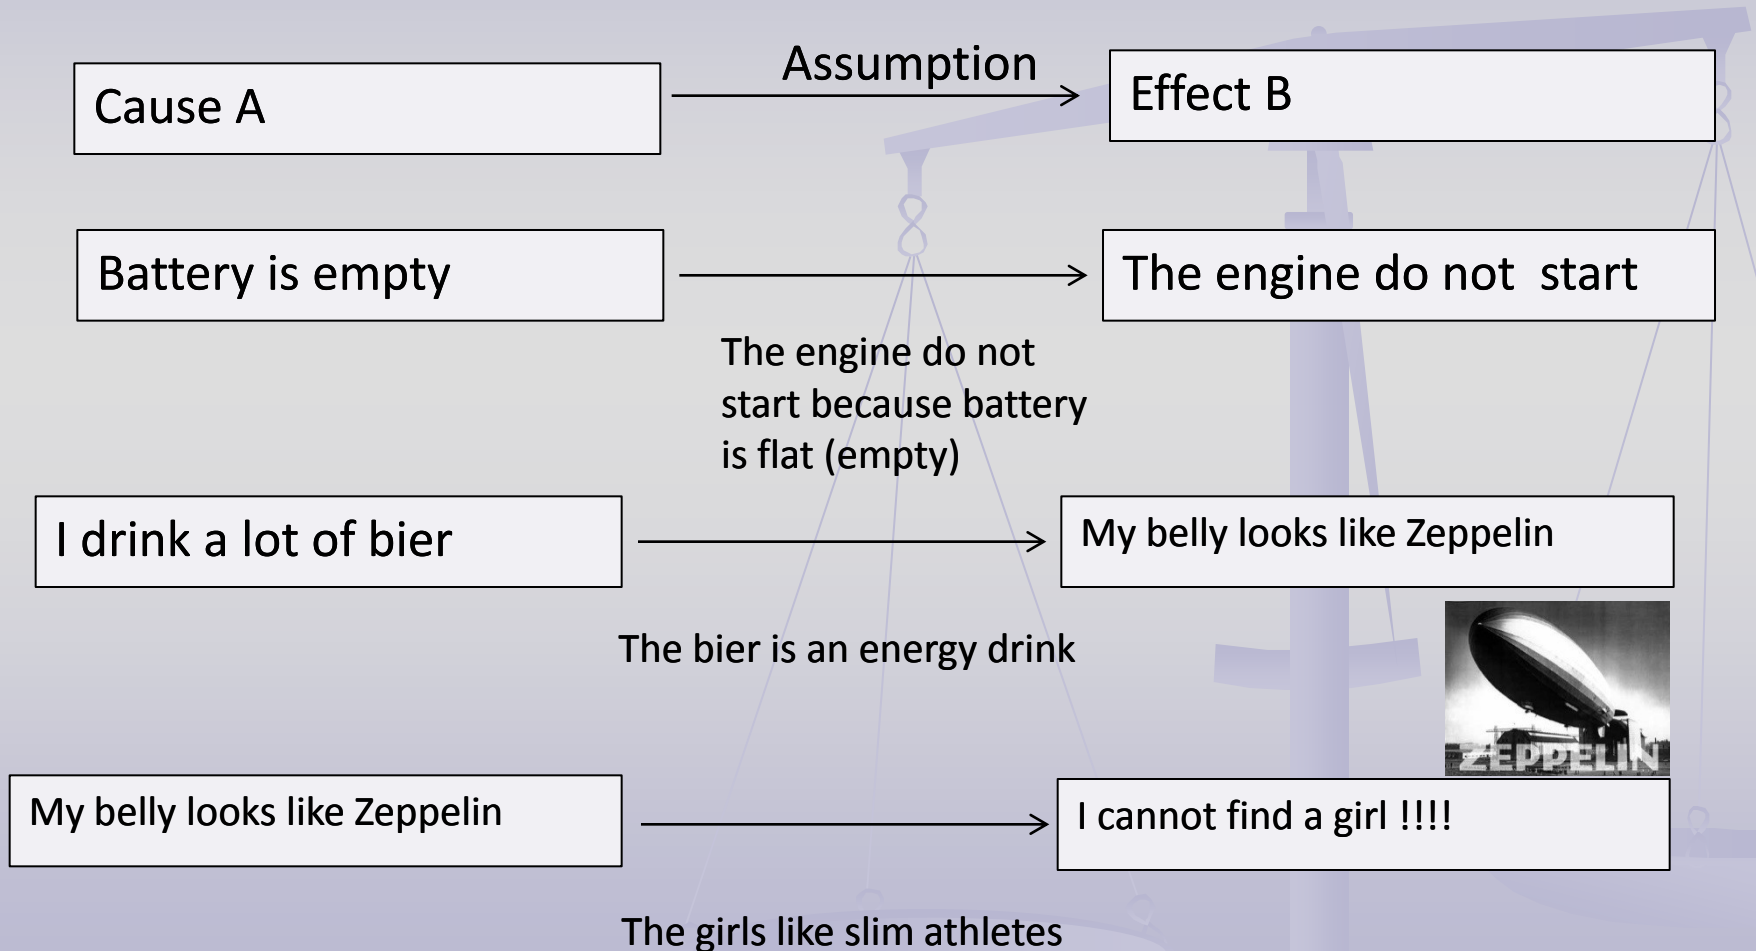 Assumption
Cause A
Effect B
Battery is empty
The engine do not  start
The engine do not
start because battery
is flat (empty)
I drink a lot of bier
My belly looks like Zeppelin
The bier is an energy drink
ZEPPELIN
My belly looks like Zeppelin
I cannot find a girl !!!!
The girls like slim athletes